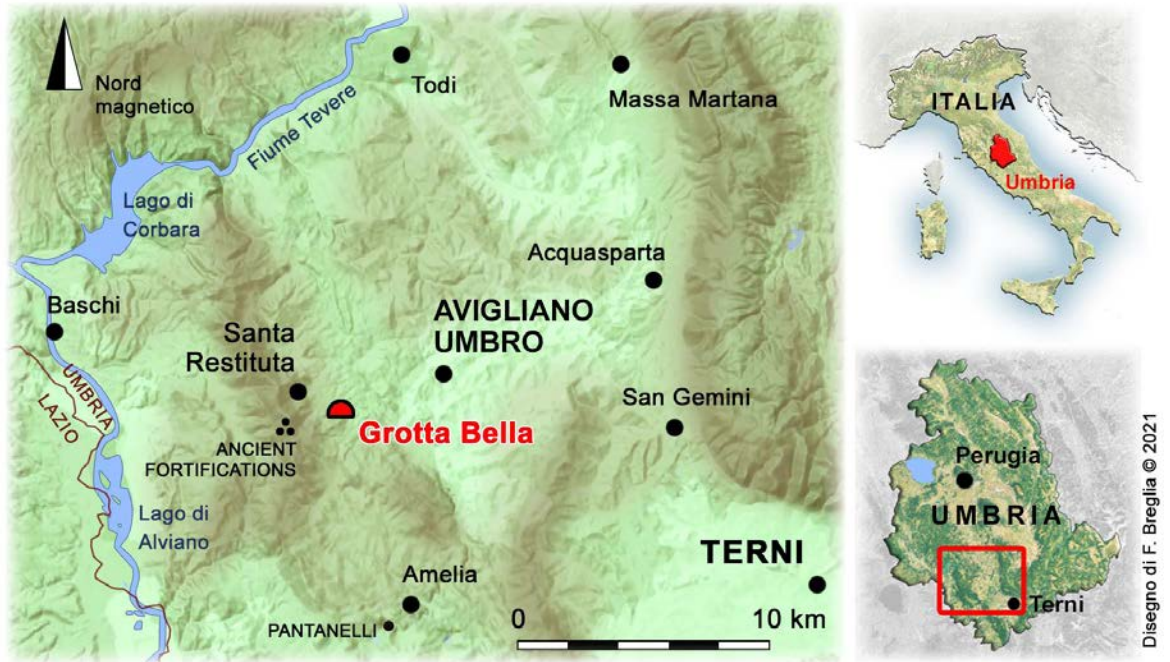 Nord
magnetico
Todi
Massa Martana
Fiume Tevere
Lago di
Corbara
Acquasparta
Baschi
AVIGLIANO
UMBRO
Santa
Restituta
UMBRIA
LAZIO
San Gemini
Grotta Bella
ANCIENT
FORTIFICATIONS
Lago di
Alviano
TERNI
Amelia
PANTANELLI
0 10 km
ITALIA
Umbria
Perugia
UMBRIA
Terni
Disegno di F. Breglia © 2021